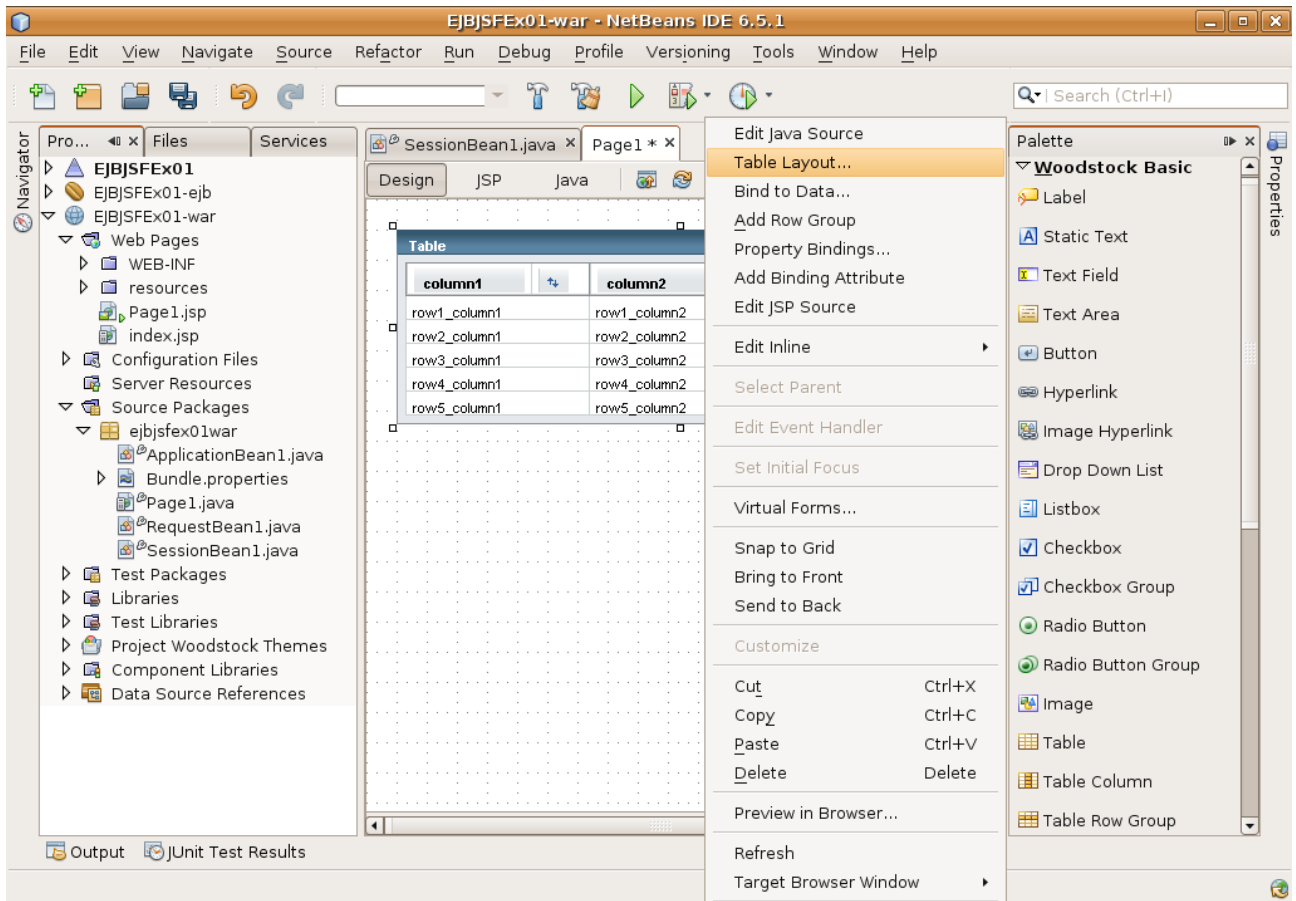 EJBJSFEx01-war - NetBeans IDE 6.5.1
File Edit View Navigate Source Refactor Run Debug Profile Versioning Tools Window Help
Search (Ctrl+I)
Navigator
Pro... Files Services
EJBJSFEx01
EJBJSFEx01-ejb
EJBJSFEx01-war
Web Pages
WEB-INF
resources
Page1.jsp
index.jsp
Configuration Files
Server Resources
Source Packages
ejbjsfex01war
ApplicationBean1.java
Bundle.properties
Page1.java
RequestBean1.java
SessionBean1.java
Test Packages
Libraries
Test Libraries
Project Woodstock Themes
Component Libraries
Data Source References
SessionBean1.java Page1 *
Design JSP Java
Table
column1 column2
row1_column1 row1_column2
row2_column1 row2_column2
row3_column1 row3_column2
row4_column1 row4_column2
row5_column1 row5_column2
Edit Java Source
Table Layout...
Bind to Data...
Add Row Group
Property Bindings...
Add Binding Attribute
Edit JSP Source
Edit Inline
Select Parent
Edit Event Handler
Set Initial Focus
Virtual Forms...
Snap to Grid
Bring to Front
Send to Back
Customize
Cut Ctrl+X
Copy Ctrl+C
Paste Ctrl+V
Delete Delete
Preview in Browser...
Refresh
Target Browser Window
Palette
Woodstock Basic
Label
Static Text
Text Field
Text Area
Button
Hyperlink
Image Hyperlink
Drop Down List
Listbox
Checkbox
Checkbox Group
Radio Button
Radio Button Group
Image
Table
Table Column
Table Row Group
Properties
Output JUnit Test Results